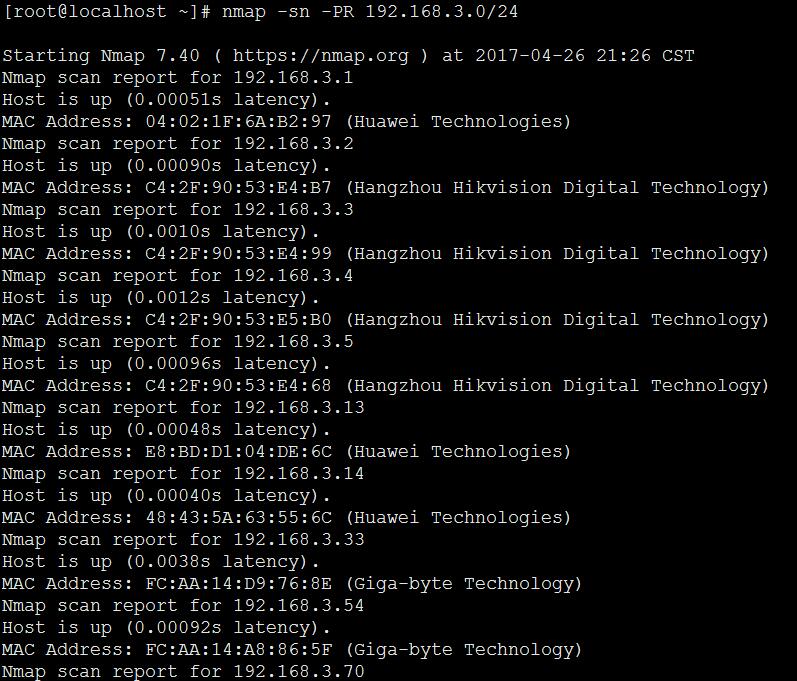 [root@localhost ~]# nmap -sn -PR 192.168.3.0/24
Starting Nmap 7.40 ( https://nmap.org ) at 2017-04-26 21:26 CST
Nmap scan report for 192.168.3.1
Host is up (0.00051s latency).
MAC Address: 04:02:1F:6A:B2:97 (Huawei Technologies)
Nmap scan report for 192.168.3.2
Host is up (0.00090s latency).
MAC Address: C4:2F:90:53:E4:B7 (Hangzhou Hikvision Digital Technology)
Nmap scan report for 192.168.3.3
Host is up (0.0010s latency).
MAC Address: C4:2F:90:53:E4:99 (Hangzhou Hikvision Digital Technology)
Nmap scan report for 192.168.3.4
Host is up (0.0012s latency).
MAC Address: C4:2F:90:53:E5:B0 (Hangzhou Hikvision Digital Technology)
Nmap scan report for 192.168.3.5
Host is up (0.00096s latency).
MAC Address: C4:2F:90:53:E4:68 (Hangzhou Hikvision Digital Technology)
Nmap scan report for 192.168.3.13
Host is up (0.00048s latency).
MAC Address: E8:BD:D1:04:DE:6C (Huawei Technologies)
Nmap scan report for 192.168.3.14
Host is up (0.00040s latency).
MAC Address: 48:43:5A:63:55:6C (Huawei Technologies)
Nmap scan report for 192.168.3.33
Host is up (0.0038s latency).
MAC Address: FC:AA:14:D9:76:8E (Giga-byte Technology)
Nmap scan report for 192.168.3.54
Host is up (0.00092s latency).
MAC Address: FC:AA:14:A8:86:5F (Giga-byte Technology)
Nmap scan report for 192.168.3.70